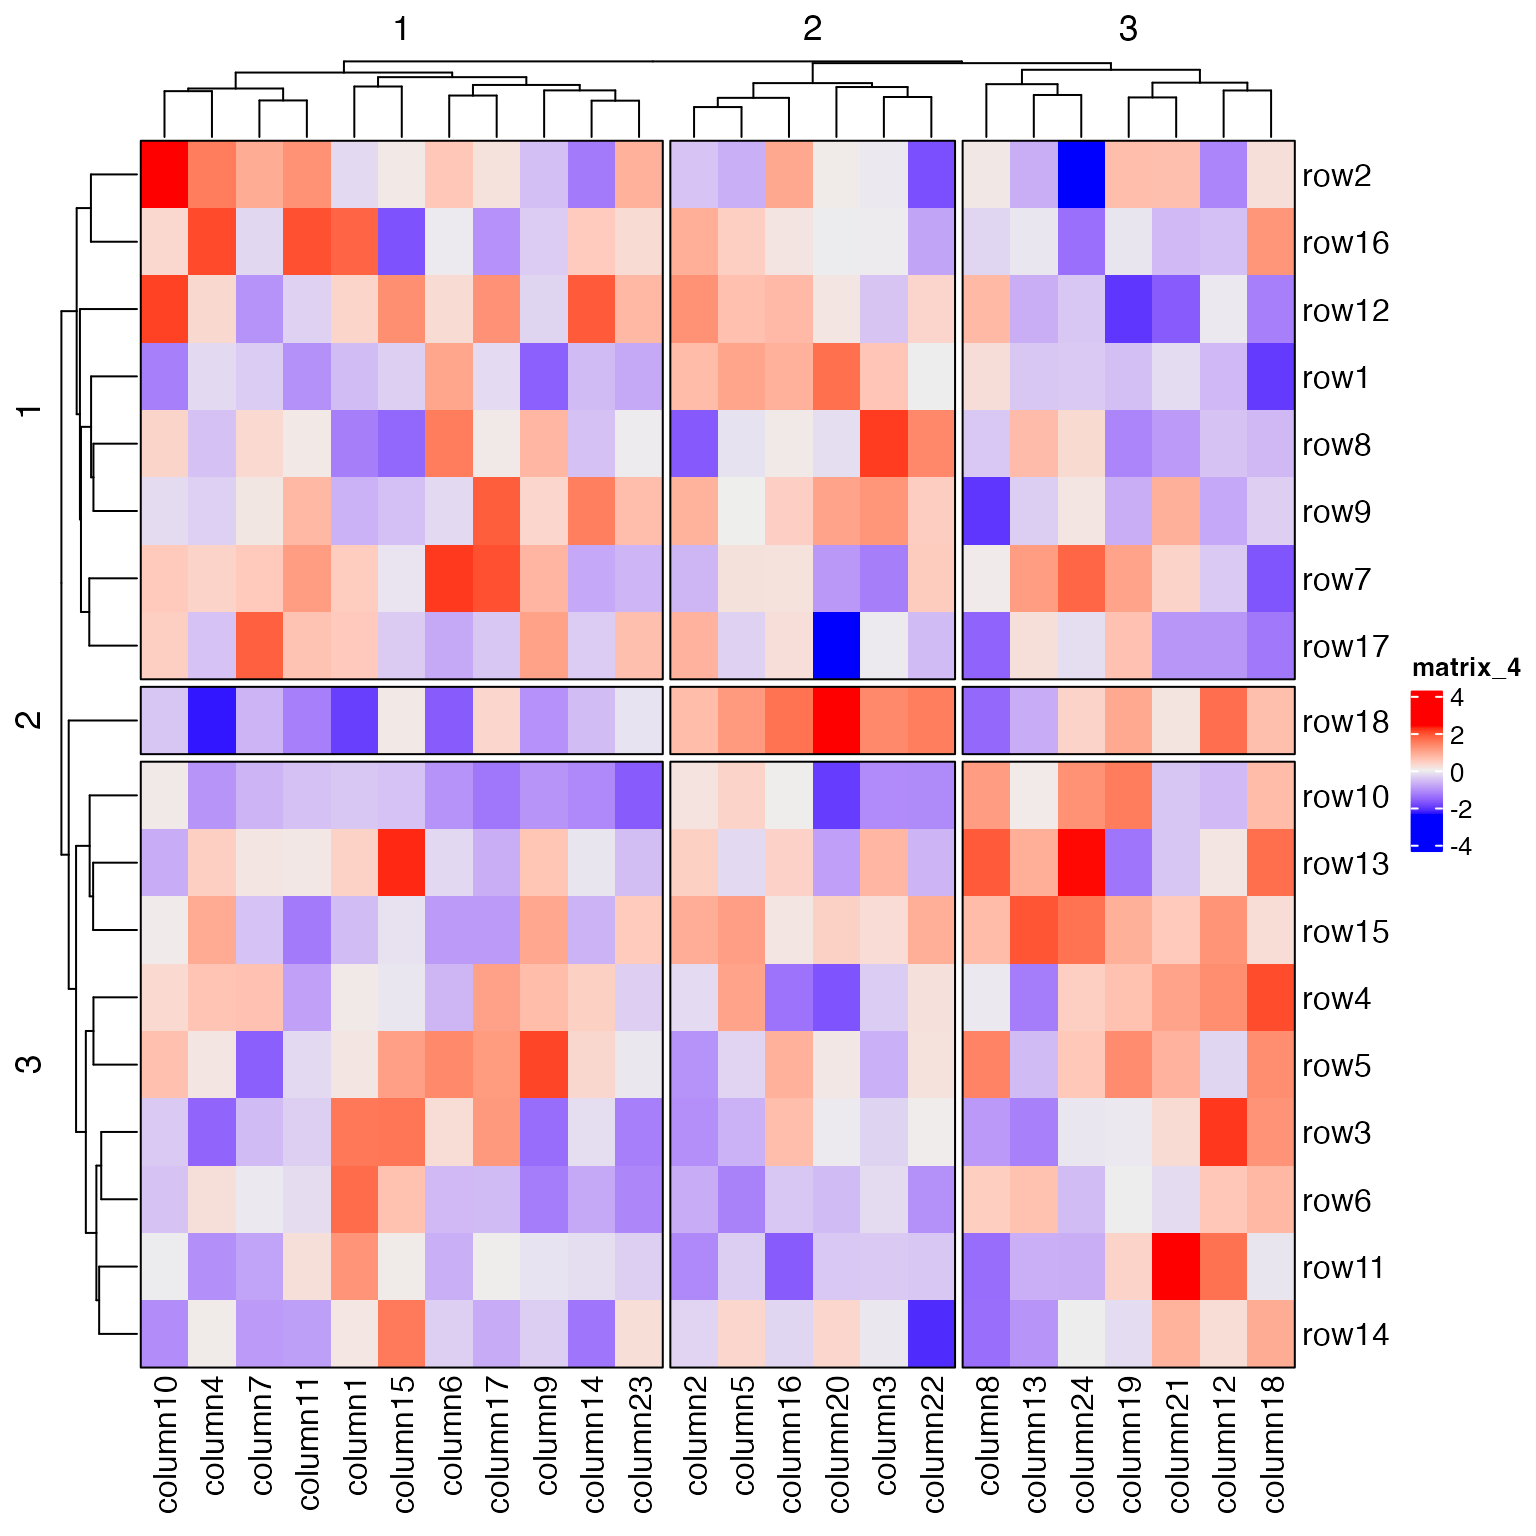 1 2 3
1
2
3
row2
row16
row12
row1
row8
row9
row7
row17
row18
row10
row13
row15
row4
row5
row3
row6
row11
row14
matrix_4
4
2
0
-2
-4
column10
column4
column7
column11
column1
column15
column6
column17
column9
column14
column23
column2
column5
column16
column20
column3
column22
column8
column13
column24
column19
column21
column12
column18